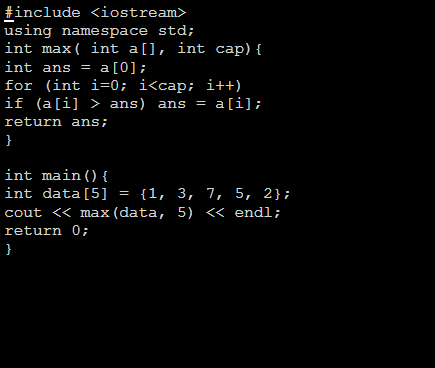 #include <iostream>
using namespace std;
int max( int a[], int cap){
int ans = a[0];
for (int i=0; i<cap; i++)
if (a[i] > ans) ans = a[i];
return ans;
}

int main(){
int data[5] = {1, 3, 7, 5, 2};
cout << max(data, 5) << endl;
return 0;
}